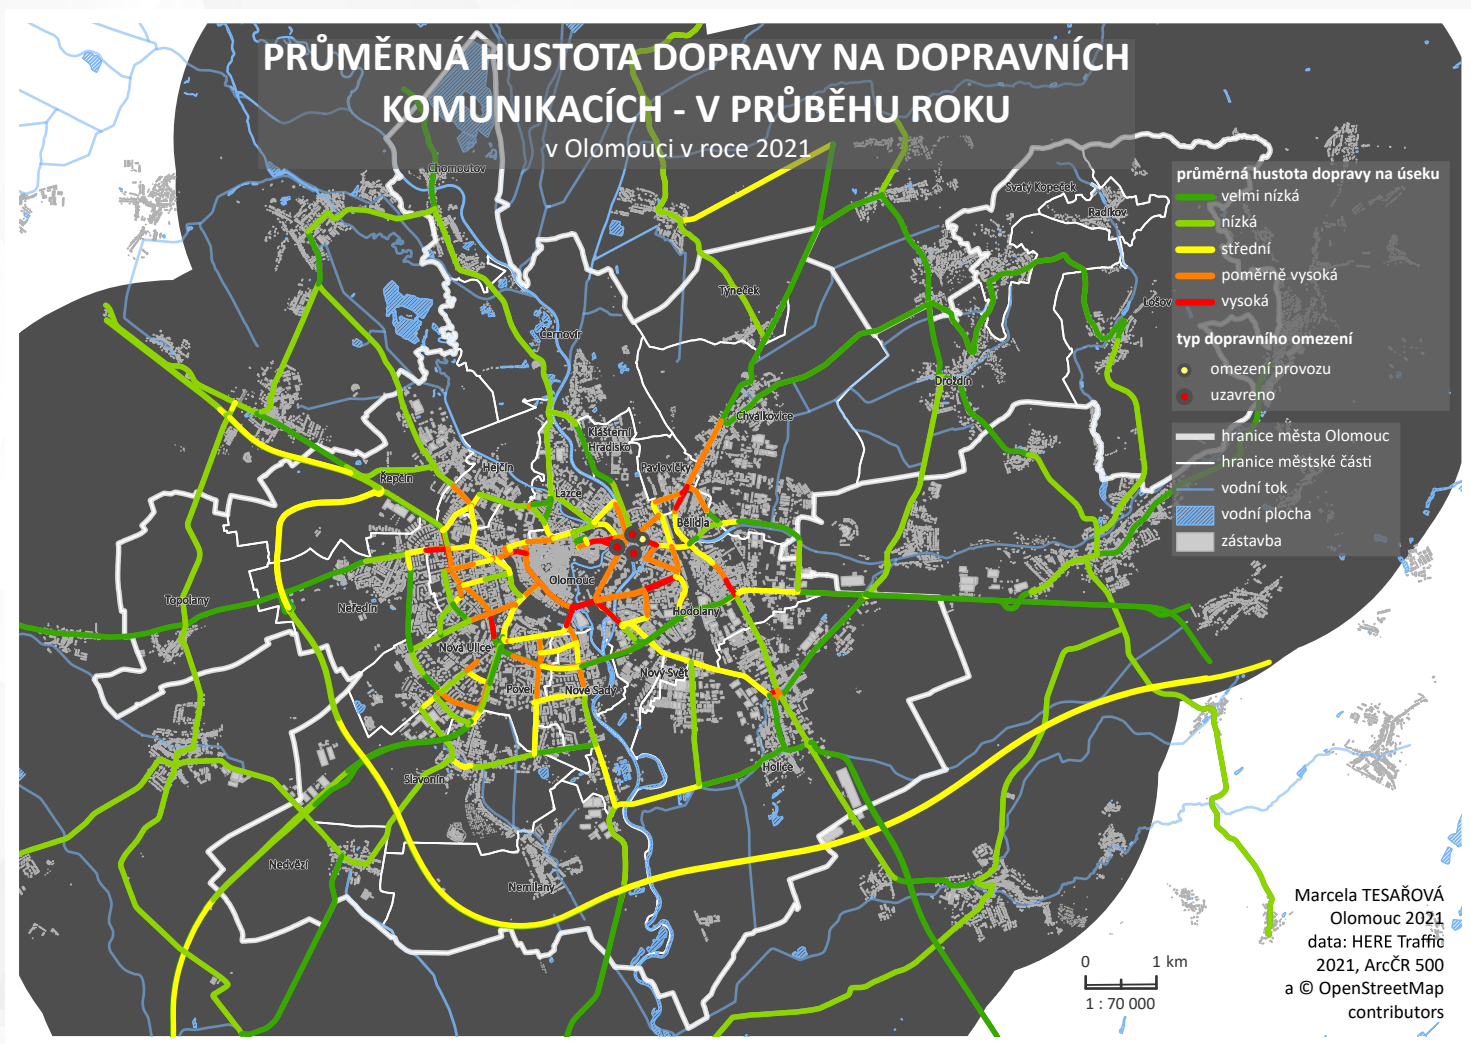 PRŮMĚRNÁ HUSTOTA DOPRAVY NA DOPRAVNÍCH
KOMUNIKACÍCH - V PRŮBĚHU ROKU
v Olomouci v roce 2021
Chomoutov
Svatý Kopeček
Radíkov
Lošov
Týneček
Černovír
Droždín
Chválkovice
Klášterní
Hradisko
Pavlovičky
Hejčín
Řepčín
Lazce
Bělidla
Olomouc
Topolany
Neředín
Hodolany
Nová Ulice
Nový Svět
Povel
Nové Sady
Holice
Slavonín
Nedvězí
Nemilany
průměrná hustota dopravy na úseku
velmi nízká
nízká
střední
poměrně vysoká
vysoká
typ dopravního omezení
omezení provozu
uzavreno
hranice města Olomouc
hranice městské části
vodní tok
vodní plocha
zástavba
0 1 km
1 : 70 000
Marcela TESAŘOVÁ
Olomouc 2021
data: HERE Traffic
2021, ArcČR 500
a © OpenStreetMap
contributors